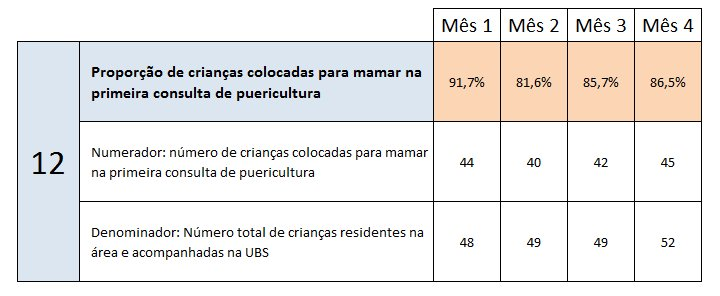 Mês 1 Mês 2 Mês 3 Mês 4
12
Proporção de crianças colocadas para mamar na
primeira consulta de puericultura
91,7% 81,6% 85,7% 86,5%
Numerador: número de crianças colocadas para mamar
na primeira consulta de puericultura
44 40 42 45
Denominador: Número total de crianças residentes na
área e acompanhadas na UBS
48 49 49 52